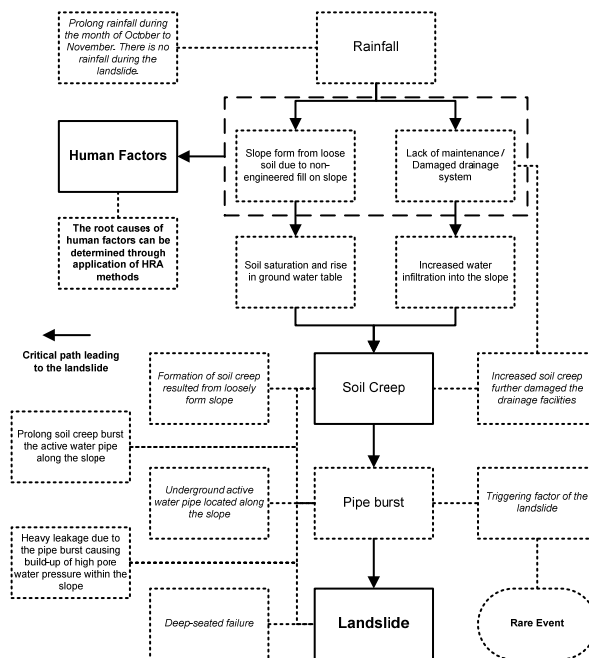 Prolong rainfall during
the month of October to
November. There is no
rainfall during the
landslide.
Rainfall
Human Factors
Slope form from loose
soil due to non-
engineered fill on slope
Lack of maintenance /
Damaged drainage
system
The root causes of
human factors can be
determined through
application of HRA
methods
Soil saturation and rise
in ground water table
Increased water
infiltration into the slope
Critical path leading
to the landslide
Formation of soil creep
resulted from loosely
form slope
Soil Creep
Increased soil creep
further damaged the
drainage facilities
Prolong soil creep burst
the active water pipe
along the slope
Underground active
water pipe located along
the slope
Pipe burst
Triggering factor of the
landslide
Heavy leakage due to
the pipe burst causing
build-up of high pore
water pressure within the
slope
Deep-seated failure
Landslide
Rare Event